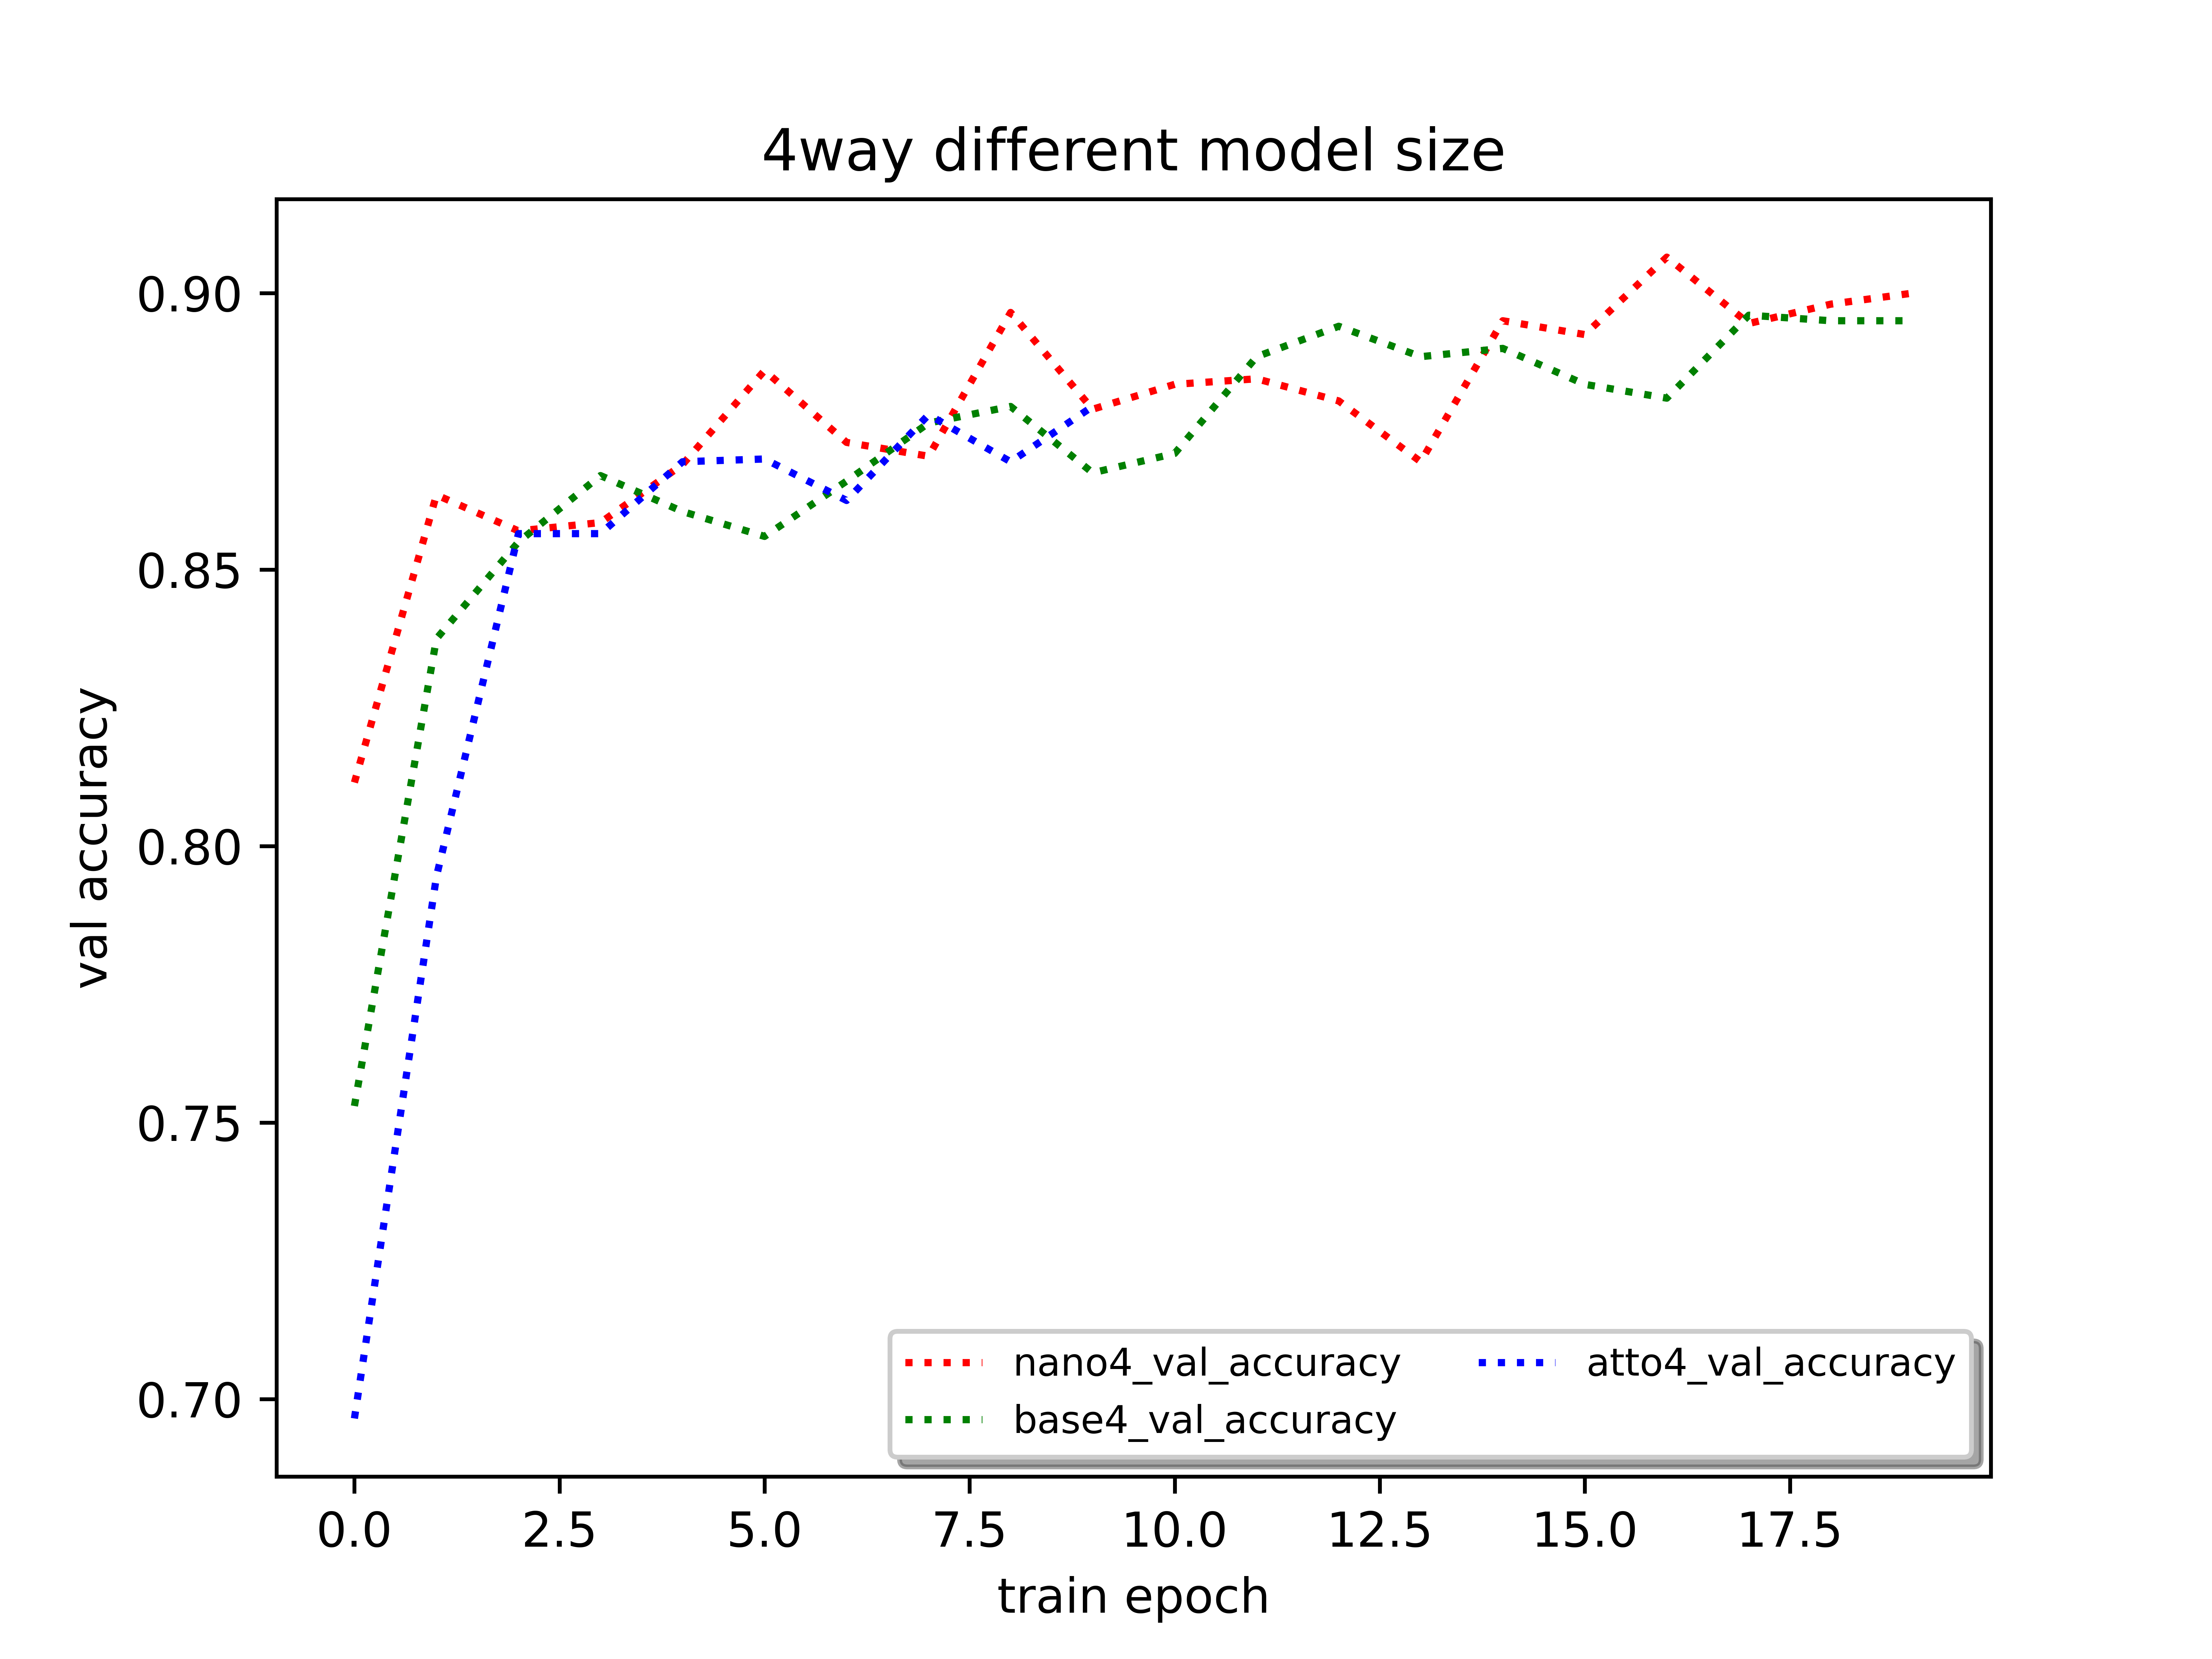 4way different model size
val accuracy
0.90
0.85
0.80
0.75
0.70
nano4_val_accuracy
base4_val_accuracy
atto4_val_accuracy
0.0 2.5 5.0 7.5 10.0 12.5 15.0 17.5
train epoch